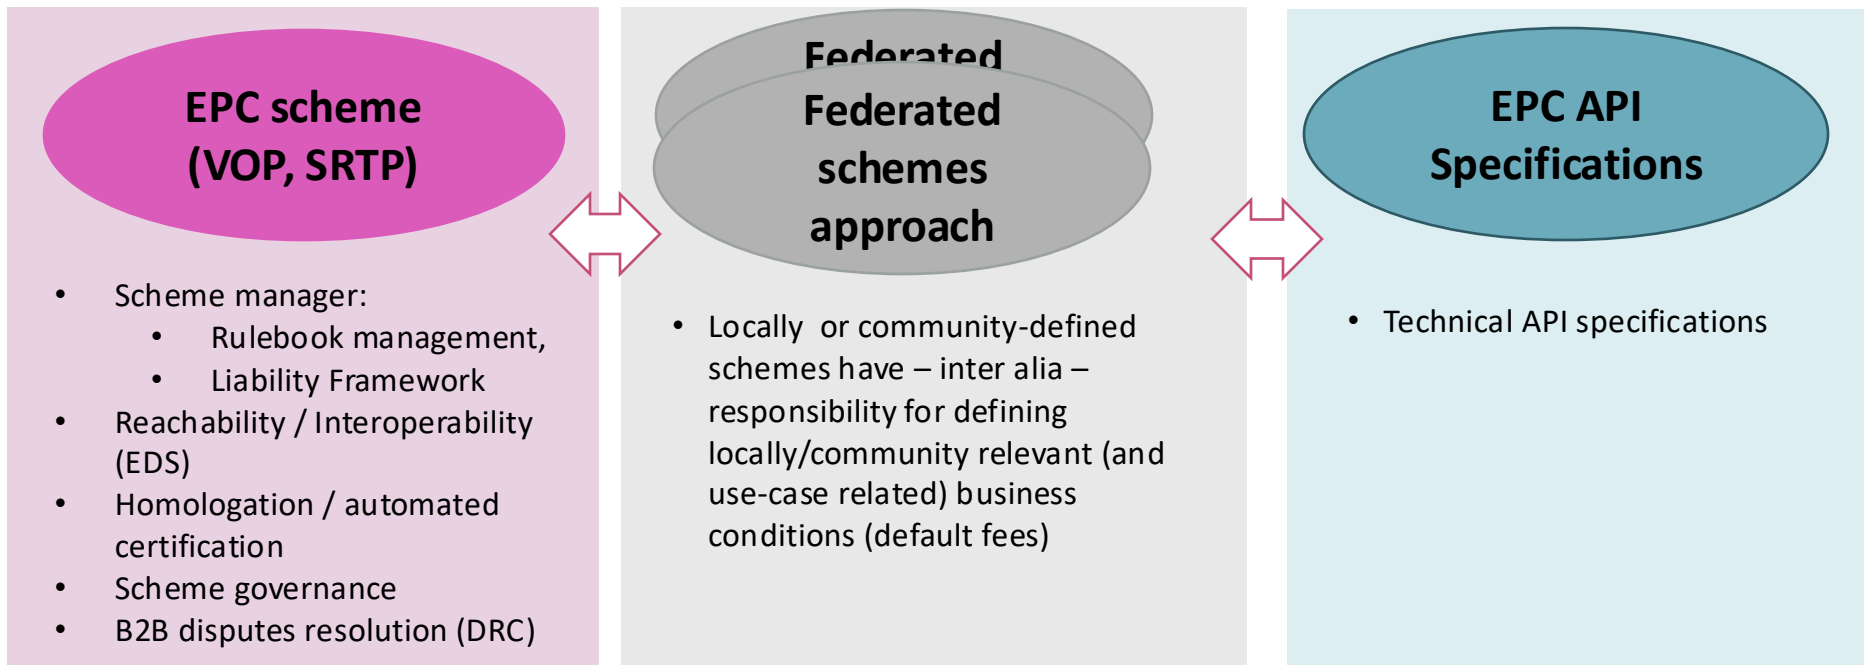 EPC scheme
(VOP, SRTP)
• Scheme manager:
• Rulebook management,
• Liability Framework
• Reachability / Interoperability
(EDS)
• Homologation / automated
certification
• Scheme governance
• B2B disputes resolution (DRC)
Federated
Federated
schemes
approach
• Locally or community-defined
schemes have – inter alia –
responsibility for defining
locally/community relevant (and
use-case related) business
conditions (default fees)
EPC API
Specifications
• Technical API specifications